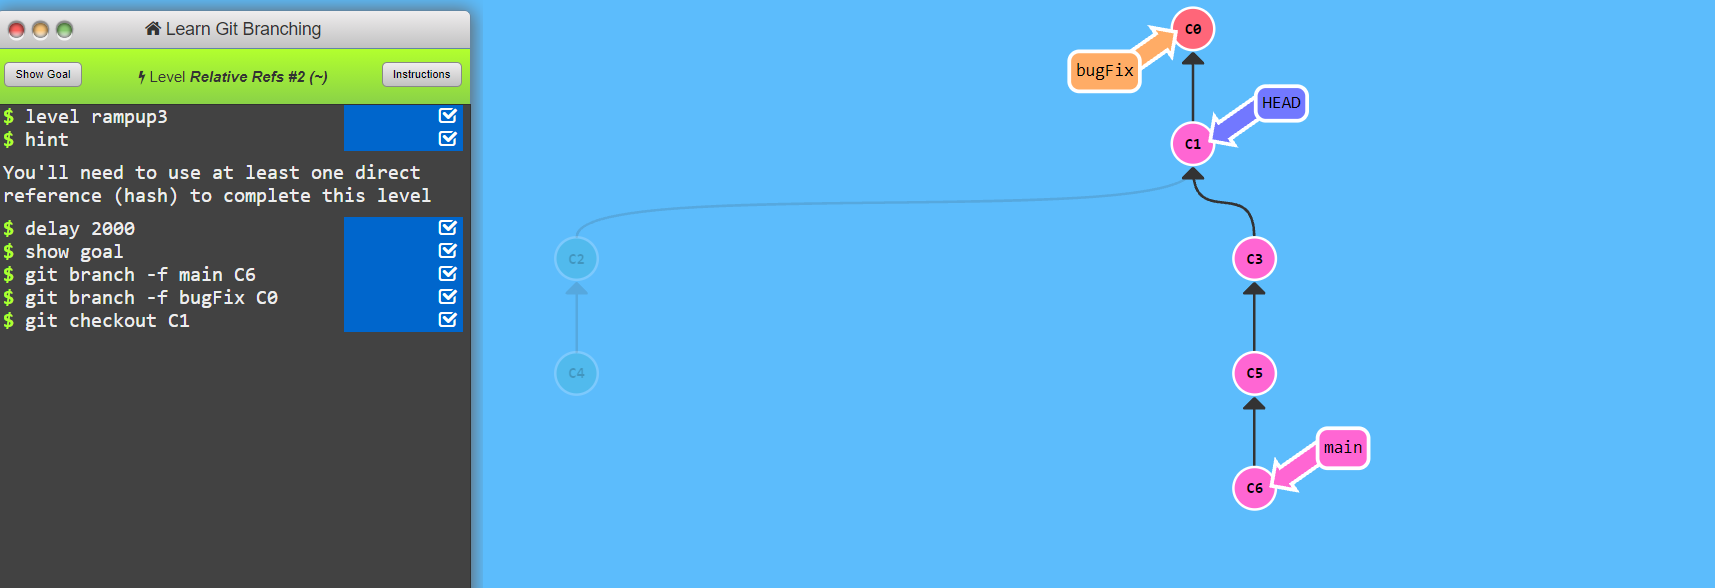 Learn Git Branching
Show Goal
Level Relative Refs #2 (~)
Instructions
$ level rampup3
$ hint
You'll need to use at least one direct
reference (hash) to complete this level
$ delay 2000
$ show goal
$ git branch -f main C6
$ git branch -f bugFix C0
$ git checkout C1
C0
bugFix
HEAD
C1
C2
C3
C4
C5
main
C6